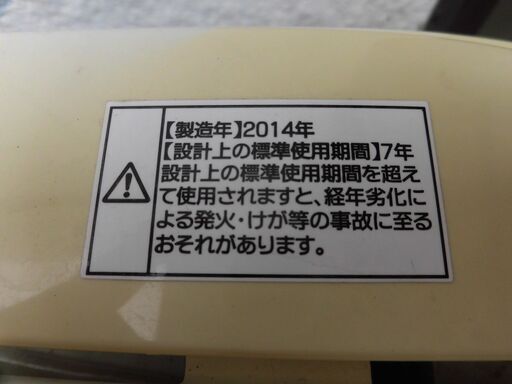 【製造年】2014年
【設計上の標準使用期間】7年
設計上の標準使用期間を超え
て使用されますと、経年劣化に
よる発火・けが等の事故に至る
おそれがあります。